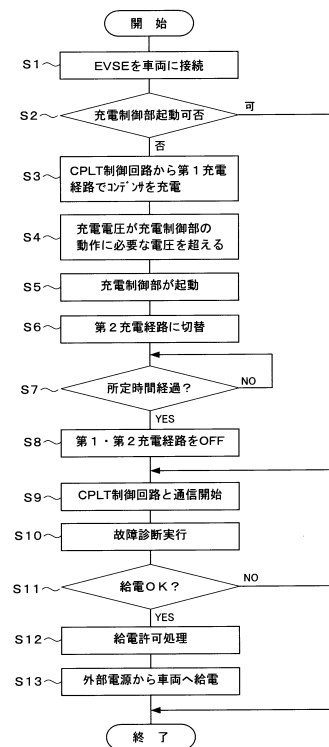 開 始
S1 EVSEを車両に接続
S2 充電制御部起動可否 可
否
S3 CPLT制御回路から第1充電
経路でコンデンサを充電
S4 充電電圧が充電制御部の
動作に必要な電圧を超える
S5 充電制御部が起動
S6 第2充電経路に切替
S7 所定時間経過? NO
YES
S8 第1・第2充電経路をOFF
S9 CPLT制御回路と通信開始
S10 故障診断実行
S11 給電OK? NO
YES
S12 給電許可処理
S13 外部電源から車両へ給電
終 了